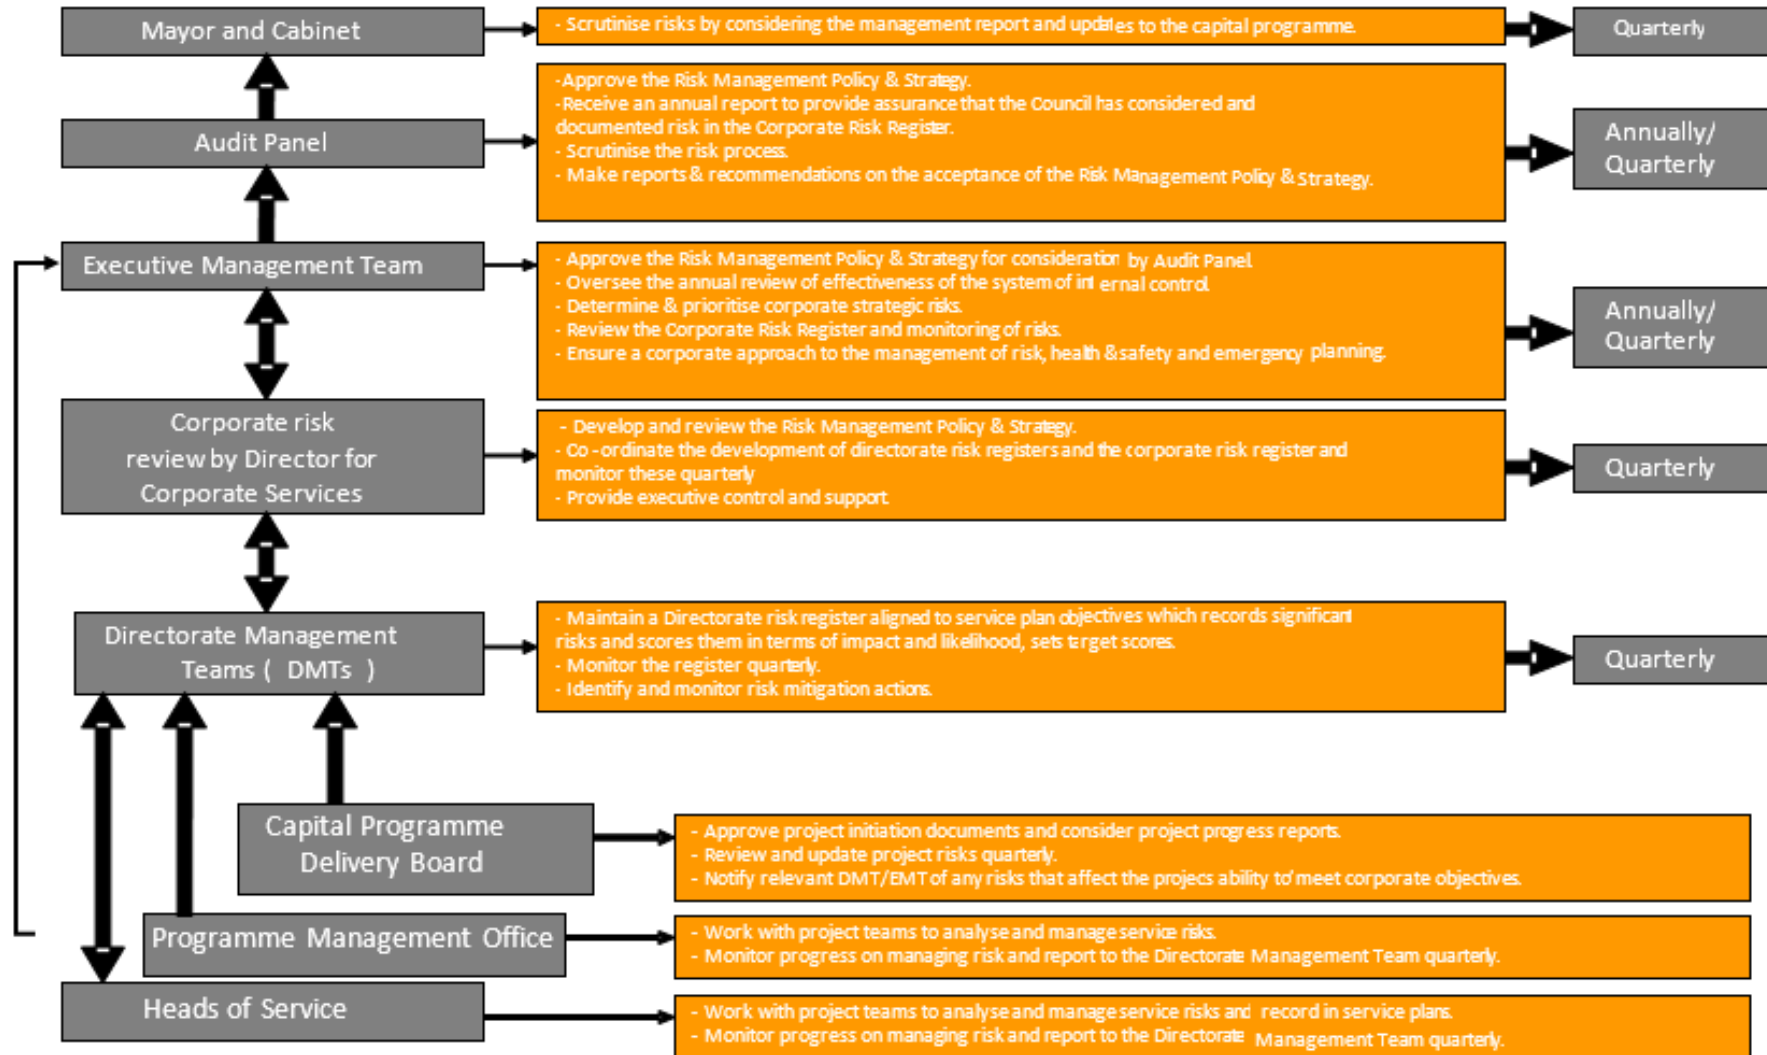 Mayor and Cabinet
- Scrutinise risks by considering the management report and updates to the capital programme.
Quarterly
Audit Panel
-Approve the Risk Management Policy & Strategy.
-Receive an annual report to provide assurance that the Council has considered and
documented risk in the Corporate Risk Register.
- Scrutinise the risk process.
- Make reports & recommendations on the acceptance of the Risk Management Policy & Strategy.
Annually/
Quarterly
Executive Management Team
- Approve the Risk Management Policy & Strategy for consideration by Audit Panel.
- Oversee the annual review of effectiveness of the system of internal control.
- Determine & prioritise corporate strategic risks.
- Review the Corporate Risk Register and monitoring of risks.
- Ensure a corporate approach to the management of risk, health & safety and emergency planning.
Annually/
Quarterly
Corporate risk
review by Director for
Corporate Services
- Develop and review the Risk Management Policy & Strategy.
- Co-ordinate the development of directorate risk registers and the corporate risk register and
monitor these quarterly
- Provide executive control and support.
Quarterly
Directorate Management
Teams ( DMTs )
- Maintain a Directorate risk register aligned to service plan objectives which records significant
risks and scores them in terms of impact and likelihood, sets target scores.
- Monitor the register quarterly.
- Identify and monitor risk mitigation actions.
Quarterly
Capital Programme
Delivery Board
- Approve project initiation documents and consider project progress reports.
- Review and update project risks quarterly.
- Notify relevant DMT/EMT of any risks that affect the projecs ability to' meet corporate objectives.
Programme Management Office
- Work with project teams to analyse and manage service risks.
- Monitor progress on managing risk and report to the Directorate Management Team quarterly.
Heads of Service
- Work with project teams to analyse and manage service risks and record in service plans.
- Monitor progress on managing risk and report to the Directorate Management Team quarterly.